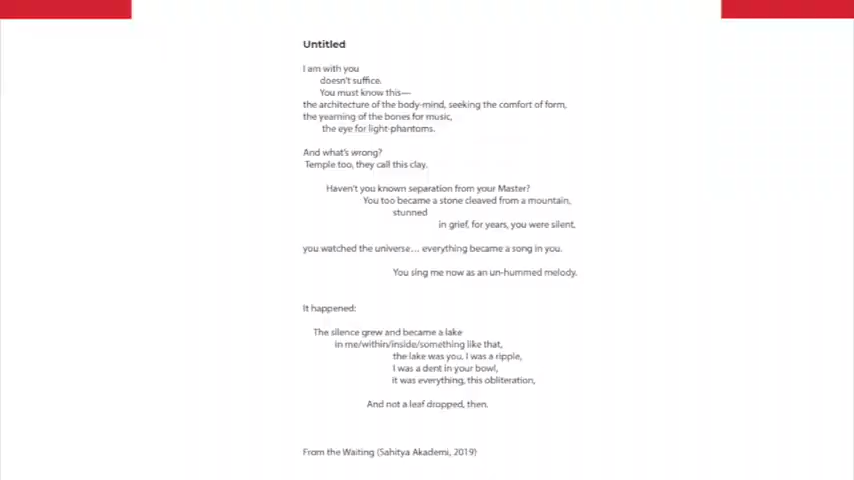 Untitled
I am with you
doesn't suffice.
You must know this—
the architecture of the body-mind, seeking the comfort of form,
the yearning of the bones for music,
the eye for light-phantoms.
And what's wrong?
Temple too, they call this clay.
Haven't you known separation from your Master?
You too became a stone cleaved from a mountain,
stunned
in grief, for years, you were silent,
you watched the universe... everything became a song in you.
You sing me now as an un-hummed melody.
It happened:
The silence grew and became a lake
in me/within/inside/something like that,
the lake was you. I was a ripple,
I was a dent in your bowl,
it was everything, this obliteration,
And not a leaf dropped, then.
From the Waiting (Sahitya Akademi, 2019)